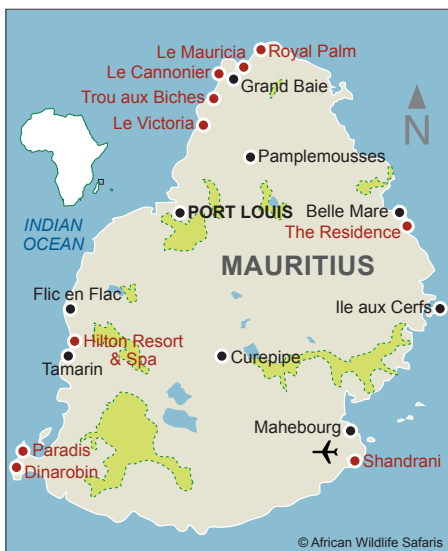 Le Mauricia
Royal Palm
Le Cannonier
Grand Baie
Trou aux Biches
Le Victoria
N
Pamplemousses
PORT LOUIS
Belle Mare
INDIAN
OCEAN
The Residence
MAURITIUS
Flic en Flac
Ile aux Cerfs
Hilton Resort
& Spa
Tamarin
Curepipe
Mahebourg
Paradis
Dinarobin
Shandrani
© African Wildlife Safaris